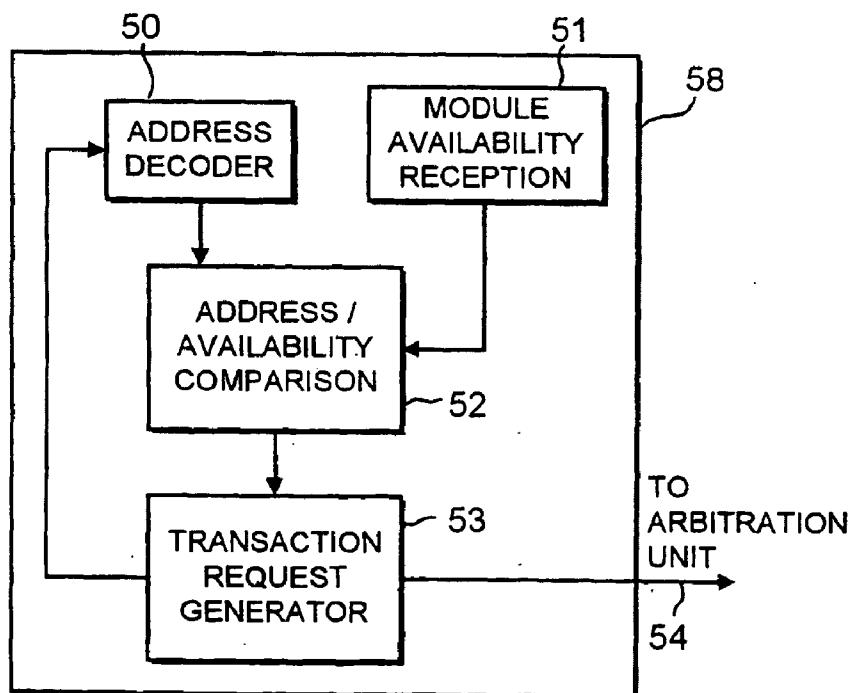 50
51
58
ADDRESS
DECODER
MODULE
AVAILABILITY
RECEPTION
ADDRESS /
AVAILABILITY
COMPARISON
52
TRANSACTION
REQUEST
GENERATOR
53
TO
ARBITRATION
UNIT
54